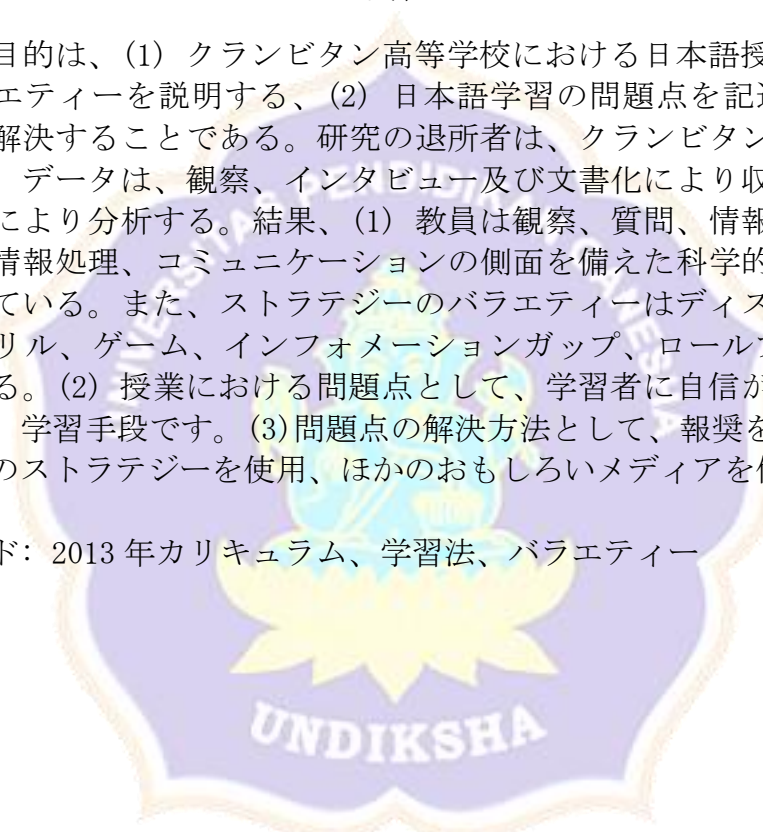 目的は、(1) クランビタン高等学校における日本語授
エティーを説明する、(2) 日本語学習の問題点を記
解決することである。研究の退所者は、クランビタン
データは、観察、インタビュー及び文書化により収
により分析する。結果、(1) 教員は観察、質問、情報
情報処理、コミュニケーションの側面を備えた科学的
ている。また、ストラテジーのバラエティーはディス
リル、ゲーム、インフォメーションガップ、ロール
る。(2) 授業における問題点として、学習者に自信が
学習手段です。(3)問題点の解決方法として、報奨を
のストラテジーを使用、ほかのおもしろいメディアを
ド: 2013 年カリキュラム、学習法、バラエティー
UNIVERSITAS PENDIDIKAN GANESHA
UNDIKSHA